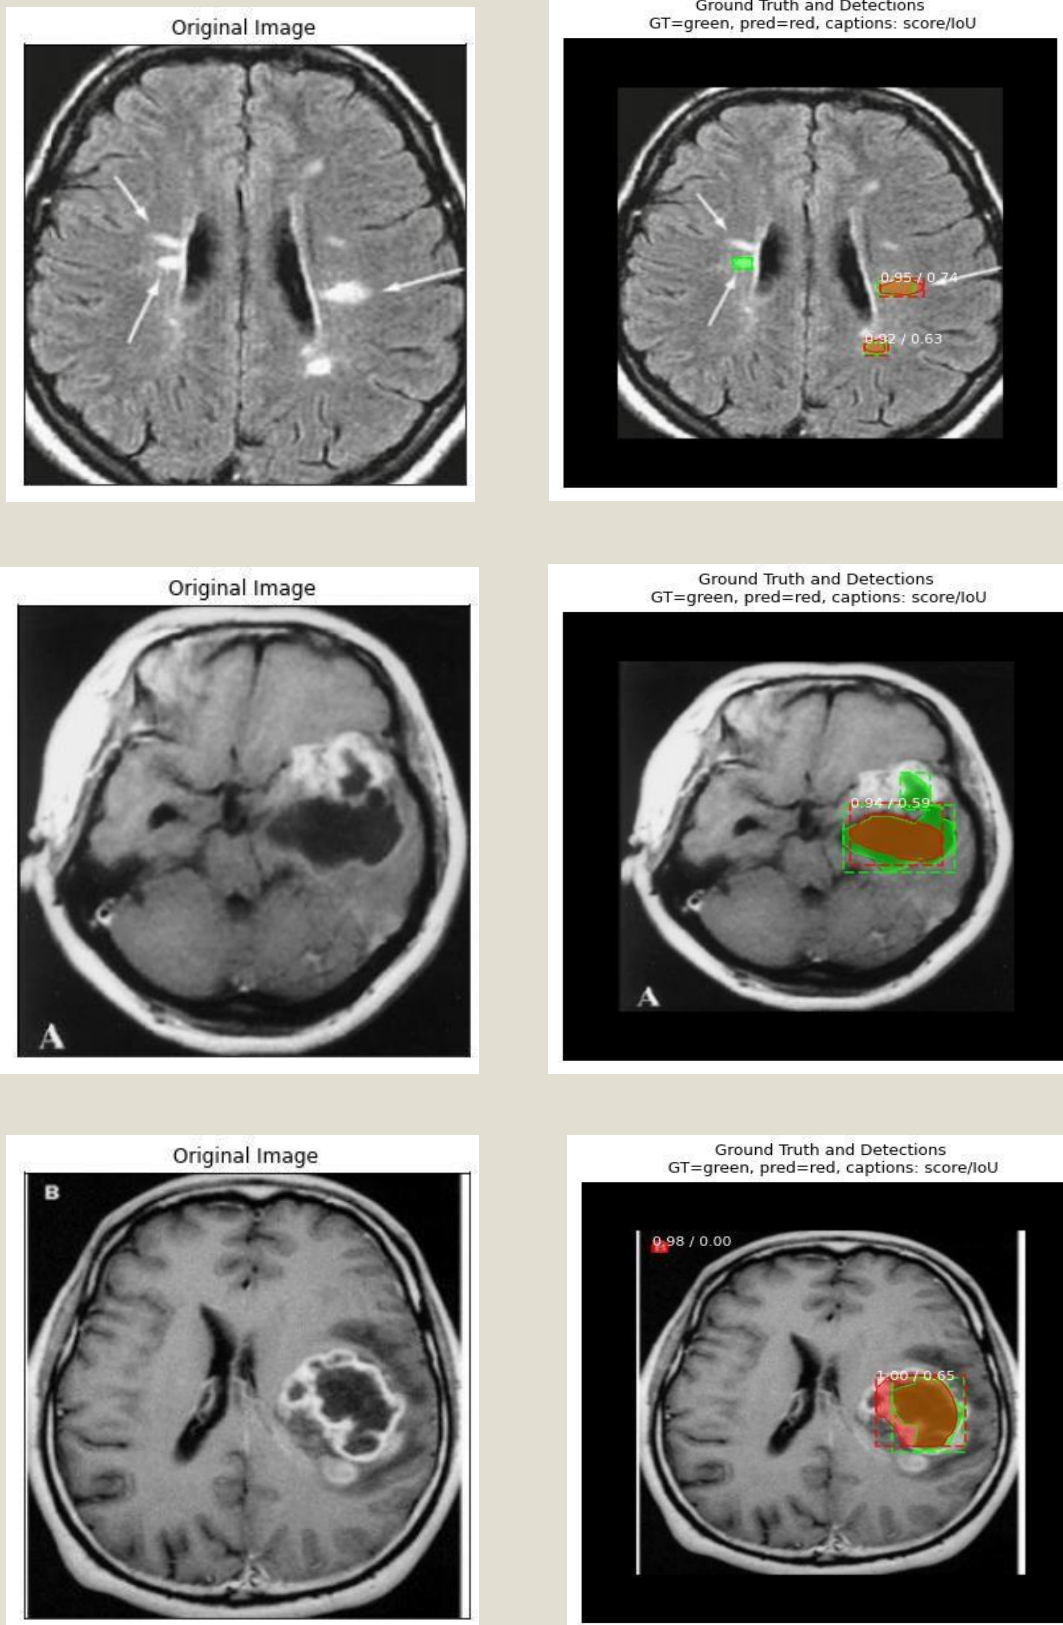 Original Image
Ground Truth and Detections
GT=green, pred=red, captions: score/IoU
0.95 / 0.74
0.92 / 0.63
Original Image
Ground Truth and Detections
GT=green, pred=red, captions: score/IoU
0.94 / 0.59
A
A
Original Image
Ground Truth and Detections
GT=green, pred=red, captions: score/IoU
B
0.98 / 0.00
1.00 / 0.65